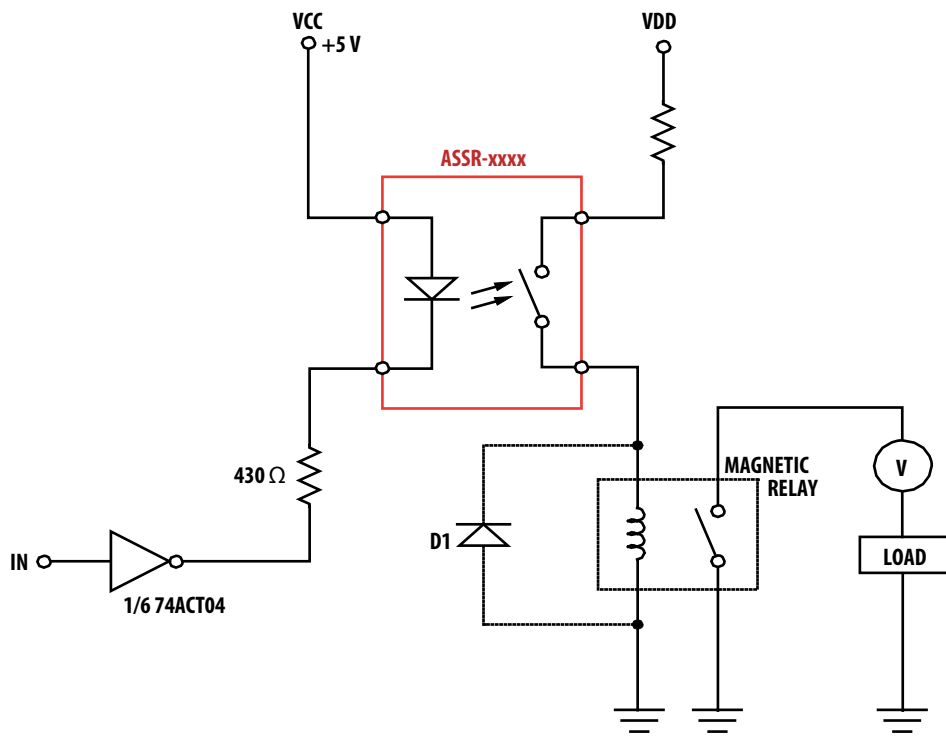 VCC
+5 V
VDD
ASSR-xxxx
430 Ω
MAGNETIC
RELAY
V
D1
LOAD
IN
1/6 74ACT04